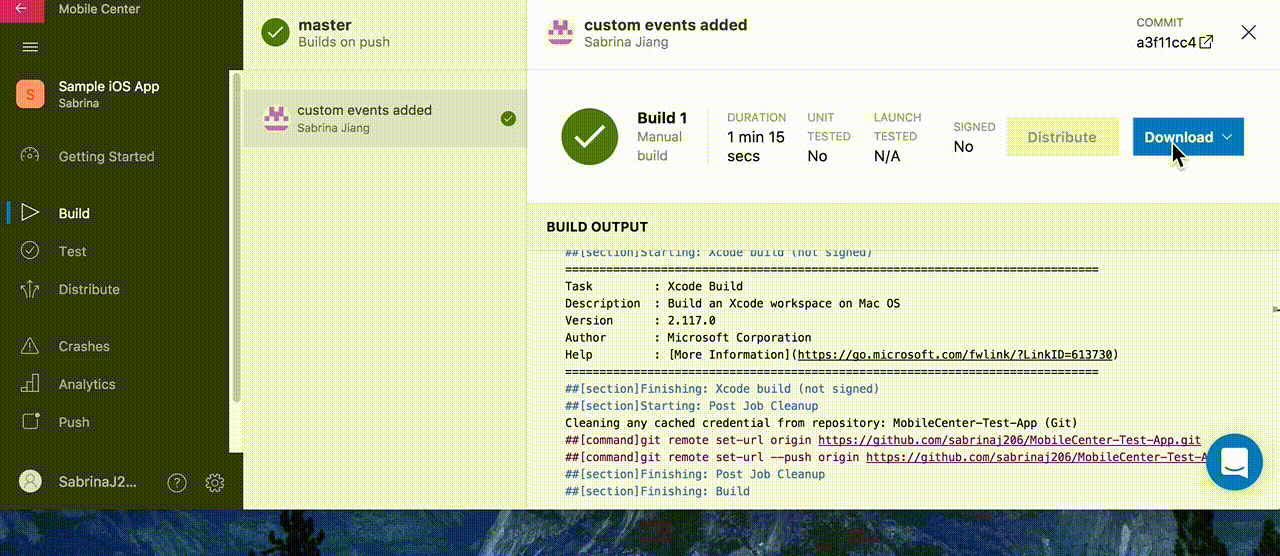 Mobile Center
S
Sample iOS App
Sabrina
Getting Started
Build
Test
Distribute
Crashes
Analytics
Push
SabrinaJ2...
?
master
Builds on push
custom events added
Sabrina Jiang
custom events added
Sabrina Jiang
COMMIT
a3f11cc4
Build 1
Manual
build
DURATION
1 min 15
secs
UNIT
TESTED
No
LAUNCH
TESTED
N/A
SIGNED
No
Distribute
Download
BUILD OUTPUT
##[section]Starting: Xcode build (not signed)
==============================================================================
Task : Xcode Build
Description : Build an Xcode workspace on Mac OS
Version : 2.117.0
Author : Microsoft Corporation
Help : [More Information](https://go.microsoft.com/fwlink/?LinkID=613730)
==============================================================================
##[section]Finishing: Xcode build (not signed)
##[section]Starting: Post Job Cleanup
Cleaning any cached credential from repository: MobileCenter-Test-App (Git)
##[command]git remote set-url origin https://github.com/sabrinaj206/MobileCenter-Test-App.git
##[command]git remote set-url --push origin https://github.com/sabrinaj206/MobileCenter-Test-A
##[section]Finishing: Post Job Cleanup
##[section]Finishing: Build